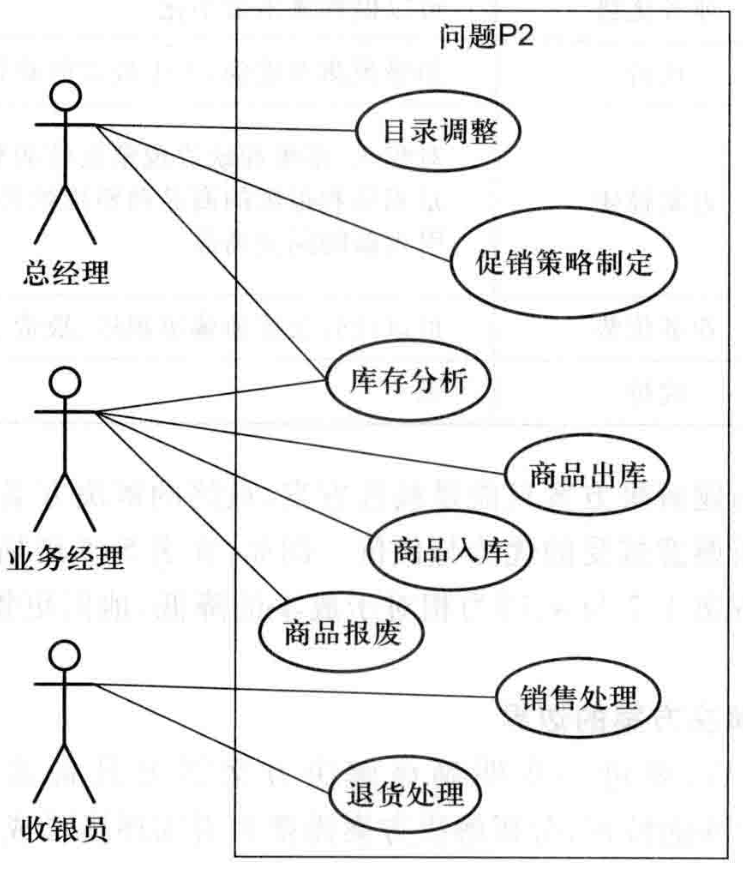 问题P2
目录调整
促销策略制定
总经理
库存分析
商品出库
商品入库
业务经理
商品报废
销售处理
退货处理
收银员